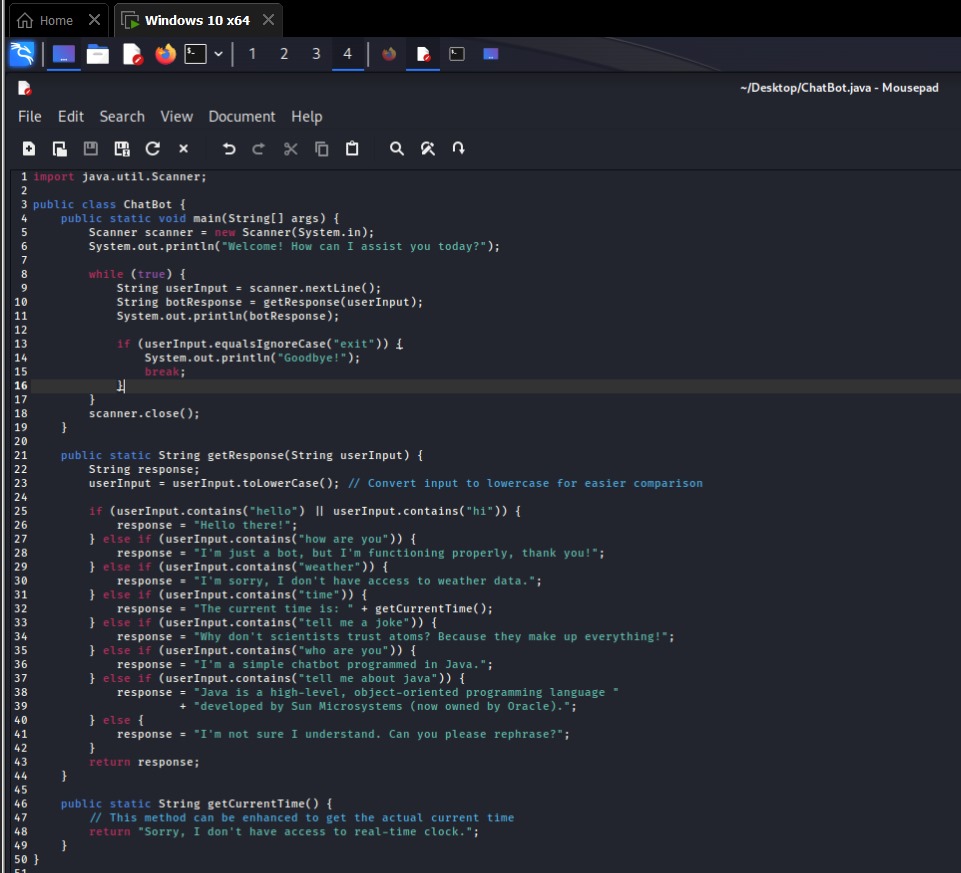 Home
Windows 10 x64
1 2 3 4
~/Desktop/ChatBot.java - Mousepad
File Edit Search View Document Help
1 import java.util.Scanner;
2
3 public class ChatBot {
4     public static void main(String[] args) {
5         Scanner scanner = new Scanner(System.in);
6         System.out.println("Welcome! How can I assist you today?");
7
8         while (true) {
9             String userInput = scanner.nextLine();
10             String botResponse = getResponse(userInput);
11             System.out.println(botResponse);
12
13             if (userInput.equalsIgnoreCase("exit")) {
14                 System.out.println("Goodbye!");
15                 break;
16             }
17         }
18         scanner.close();
19     }
20
21     public static String getResponse(String userInput) {
22         String response;
23         userInput = userInput.toLowerCase(); // Convert input to lowercase for easier comparison
24
25         if (userInput.contains("hello") || userInput.contains("hi")) {
26             response = "Hello there!";
27         } else if (userInput.contains("how are you")) {
28             response = "I'm just a bot, but I'm functioning properly, thank you!";
29         } else if (userInput.contains("weather")) {
30             response = "I'm sorry, I don't have access to weather data.";
31         } else if (userInput.contains("time")) {
32             response = "The current time is: " + getCurrentTime();
33         } else if (userInput.contains("tell me a joke")) {
34             response = "Why don't scientists trust atoms? Because they make up everything!";
35         } else if (userInput.contains("who are you")) {
36             response = "I'm a simple chatbot programmed in Java.";
37         } else if (userInput.contains("tell me about java")) {
38             response = "Java is a high-level, object-oriented programming language "
39                      + "developed by Sun Microsystems (now owned by Oracle).";
40         } else {
41             response = "I'm not sure I understand. Can you please rephrase?";
42         }
43         return response;
44     }
45
46     public static String getCurrentTime() {
47         // This method can be enhanced to get the actual current time
48         return "Sorry, I don't have access to real-time clock.";
49     }
50 }
51